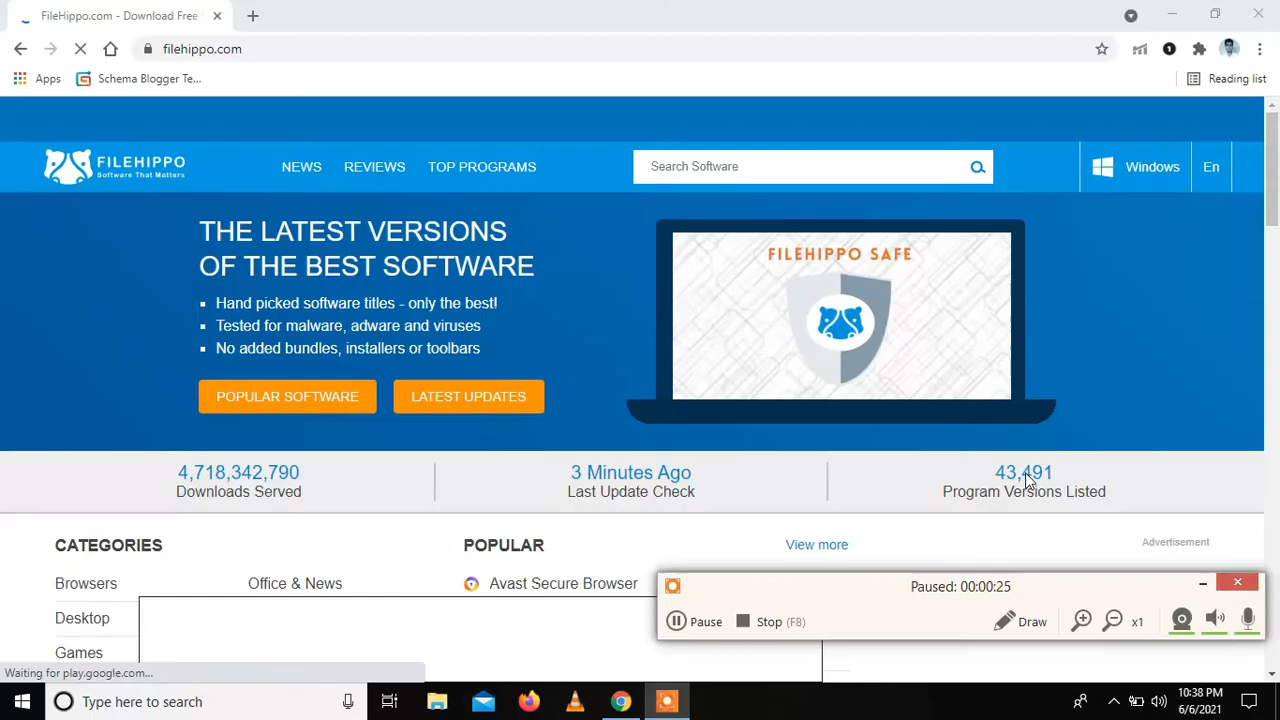 FileHippo.com - Download Free
filehippo.com
Apps
Schema Blogger Te...
Reading list
FILEHIPPO
Software That Matters
NEWS
REVIEWS
TOP PROGRAMS
Search Software
Windows
En
THE LATEST VERSIONS
OF THE BEST SOFTWARE
Hand picked software titles - only the best!
Tested for malware, adware and viruses
No added bundles, installers or toolbars
POPULAR SOFTWARE
LATEST UPDATES
FILEHIPPO SAFE
4,718,342,790
Downloads Served
3 Minutes Ago
Last Update Check
43,491
Program Versions Listed
CATEGORIES
Browsers
Office & News
Desktop
Games
POPULAR
View more
Avast Secure Browser
Advertisement
Paused: 00:00:25
Pause
Stop (F8)
Draw
x1
Waiting for play.google.com...
Type here to search
10:38 PM
6/6/2021